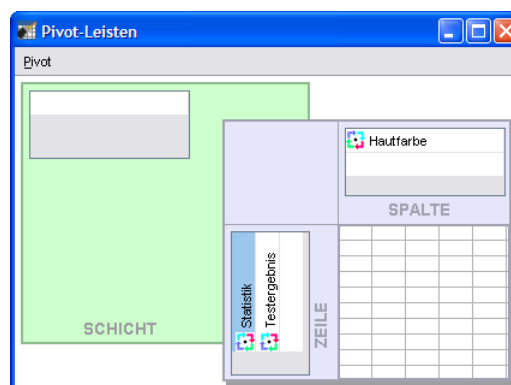 Pivot-Leisten
Pivot
Hautfarbe
SPALTE
Statistik
Testergebnis
ZEILE
SCHICHT